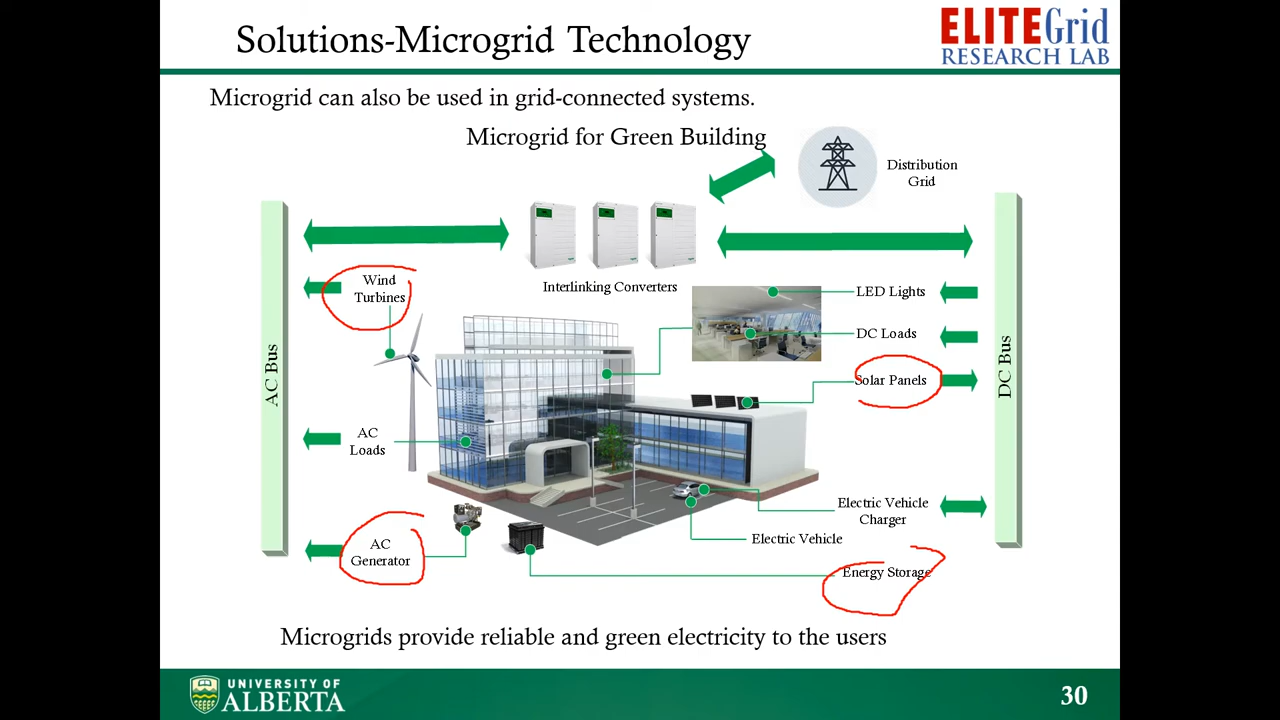 Solutions-Microgrid Technology
ELITEGrid
RESEARCH LAB
Microgrid can also be used in grid-connected systems.
Microgrid for Green Building
Distribution
Grid
Interlinking Converters
Wind
Turbines
LED Lights
DC Loads
Solar Panels
AC Bus
DC Bus
AC
Loads
Electric Vehicle
Charger
Electric Vehicle
AC
Generator
Energy Storage
Microgrids provide reliable and green electricity to the users
UNIVERSITY OF
ALBERTA
30